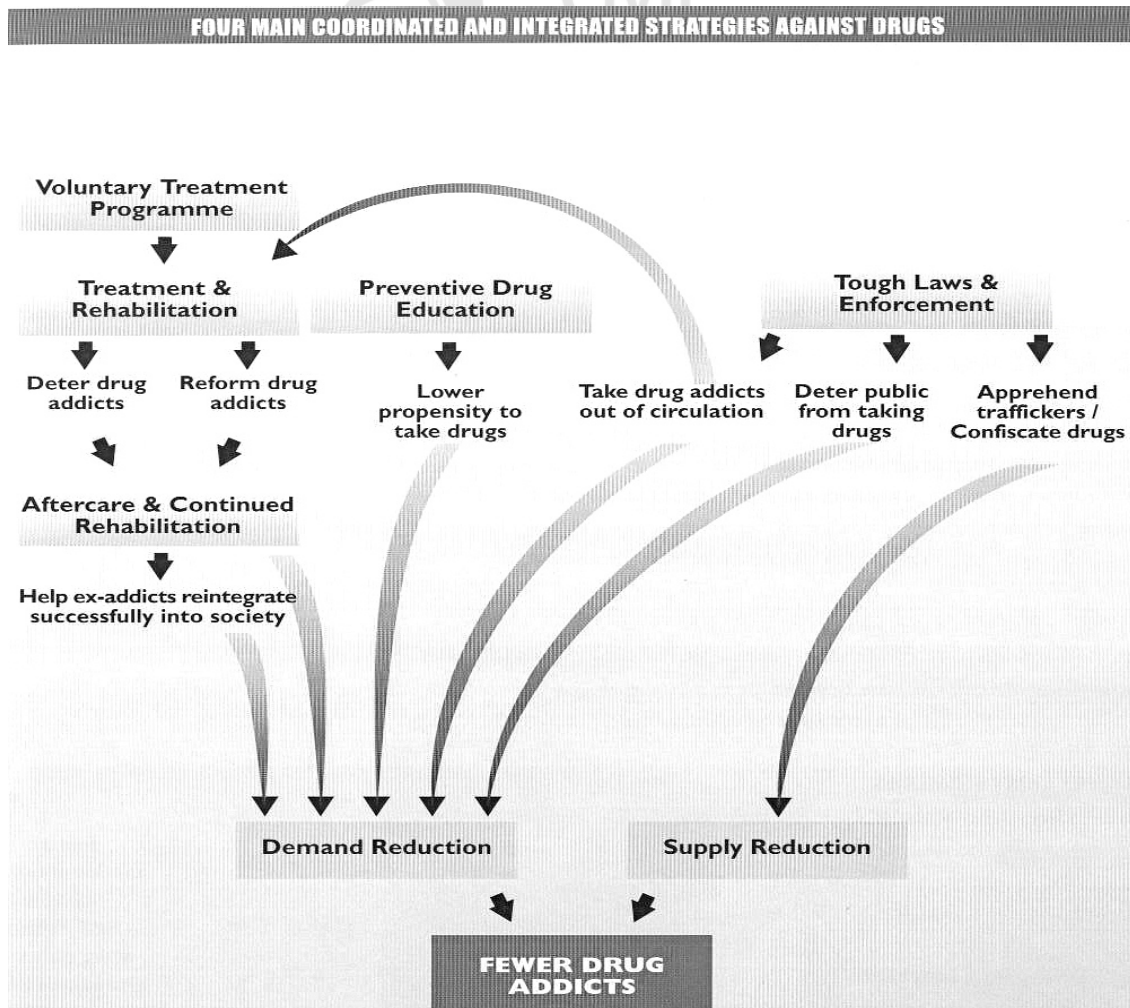 FOUR MAIN COORDINATED AND INTEGRATED STRATEGIES AGAINST DRUGS
Voluntary Treatment
Programme
Treatment &
Rehabilitation
Preventive Drug
Education
Tough Laws &
Enforcement
Deter drug
addicts
Reform drug
addicts
Lower
propensity to
take drugs
Take drug addicts
out of circulation
Deter public
from taking
drugs
Apprehend
traffickers /
Confiscate drugs
Aftercare & Continued
Rehabilitation
Help ex-addicts reintegrate
successfully into society
Demand Reduction
Supply Reduction
FEWER DRUG
ADDICTS